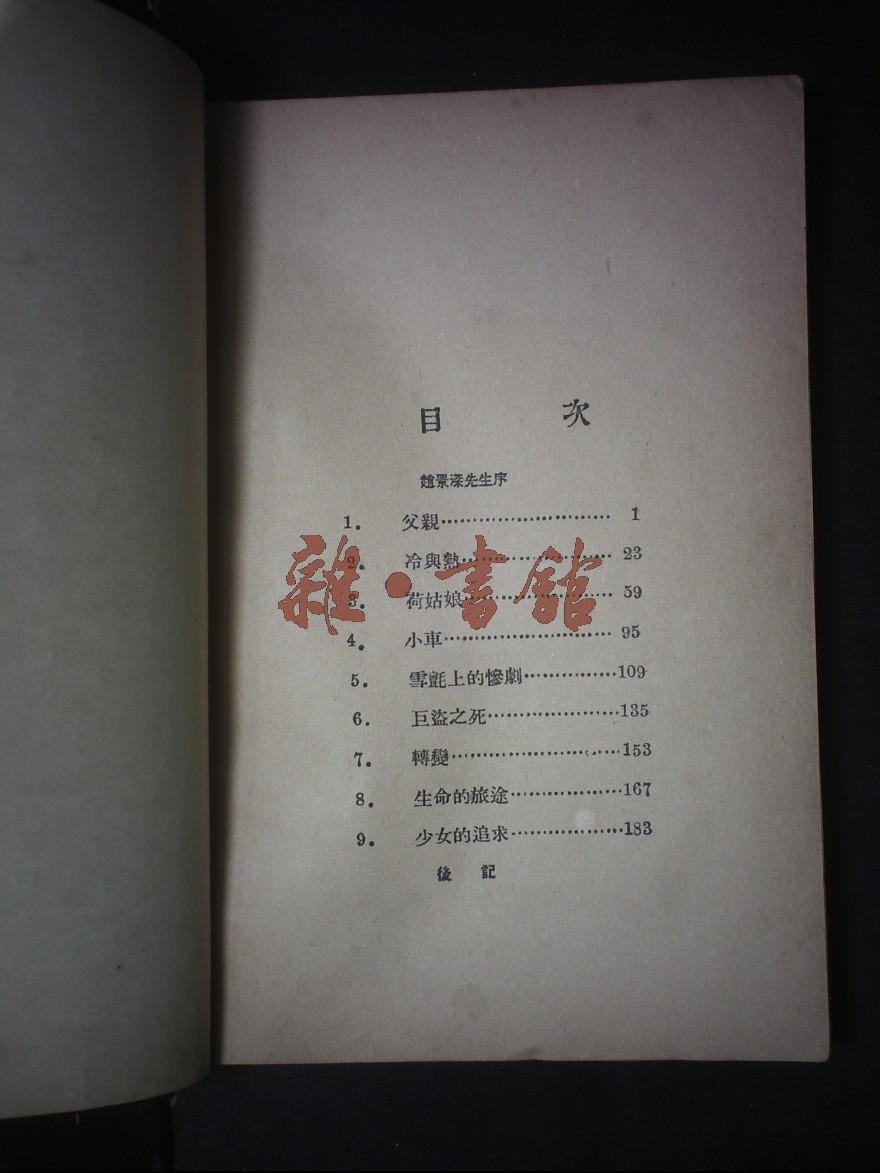 目 次
趙景深先生序
1. 父親………………………… 1
2. 冷與熱……………………… 23
3. 荷姑娘……………………… 59
4. 小車………………………… 95
5. 雪氈上的慘劇……………109
6. 巨盜之死…………………135
7. 轉變………………………153
8. 生命的旅途………………167
9. 少女的追求………………183
後 記
雜·書館